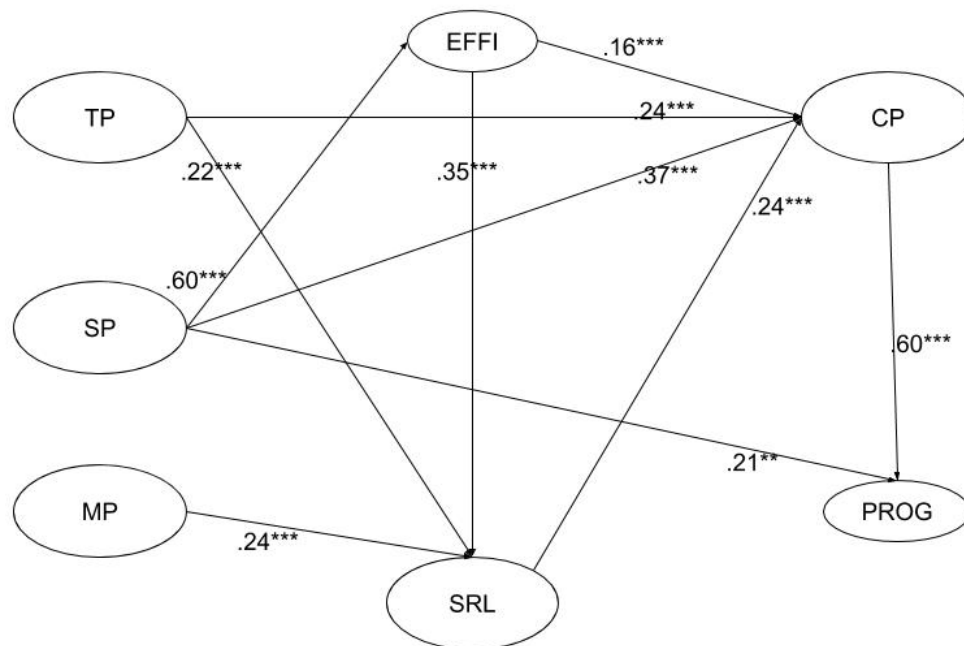 EFFI
.16***
TP
.24***
CP
.22***
.35***
.37***
.24***
.60***
SP
.60***
.21**
MP
PROG
.24***
SRL